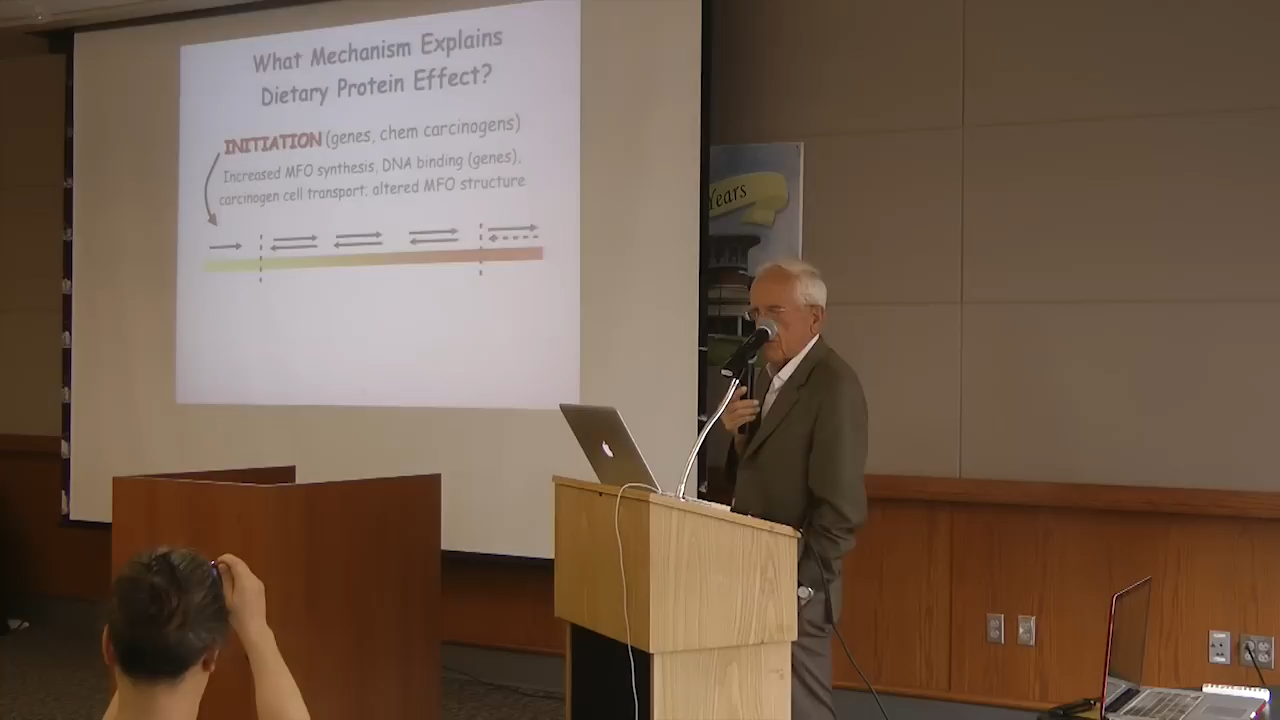 What Mechanism Explains
Dietary Protein Effect?
INITIATION (genes, chem carcinogens)
Increased MFO synthesis, DNA binding (genes),
carcinogen cell transport; altered MFO structure
Years